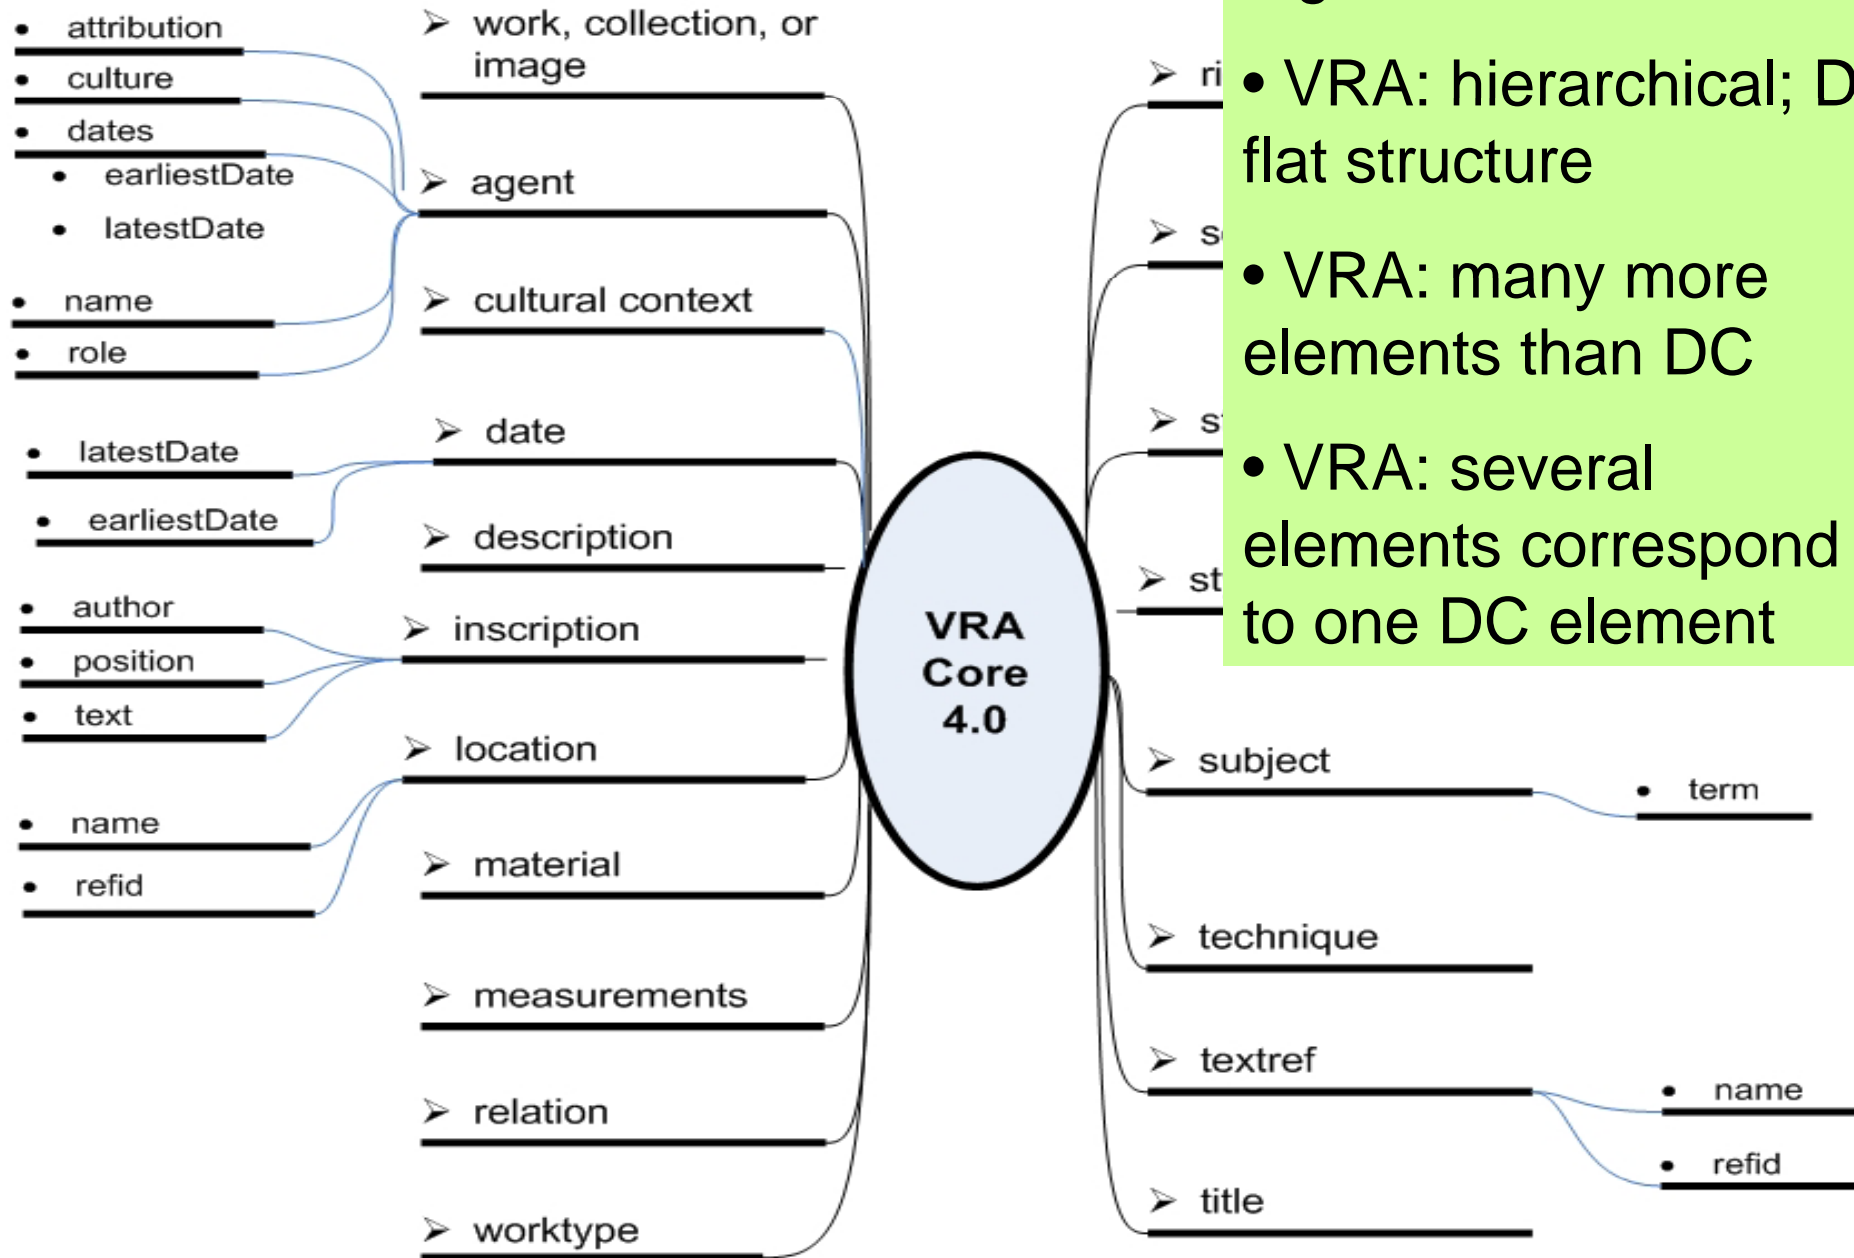 • attribution
• culture
• dates
• earliestDate
• latestDate
• name
• role
• latestDate
• earliestDate
• author
• position
• text
• name
• refid
➢ work, collection, or
image
➢ agent
➢ cultural context
➢ date
➢ description
➢ inscription
➢ location
➢ material
➢ measurements
➢ relation
➢ worktype
VRA
Core
4.0
• VRA: hierarchical;
flat structure
• VRA: many more
elements than DC
• VRA: several
elements correspond
to one DC element
➢ subject
• term
➢ technique
➢ textref
• name
• refid
➢ title